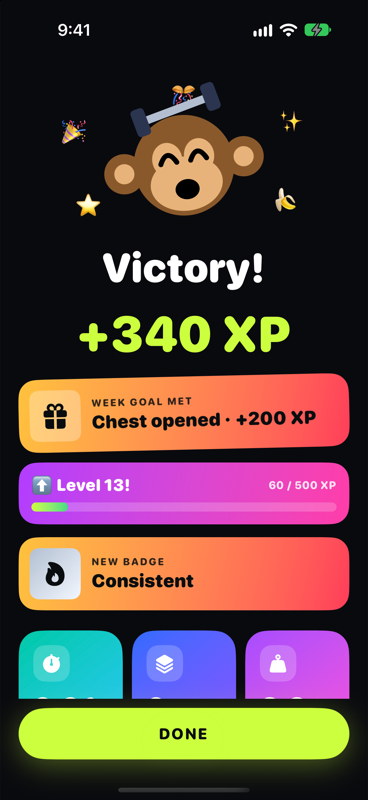 9:41
Victory!
+340 XP
WEEK GOAL MET
Chest opened · +200 XP
Level 13!
60 / 500 XP
NEW BADGE
Consistent
DONE